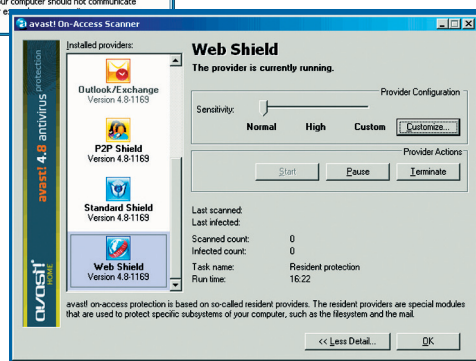 our computer should not communicate
avast! On-Access Scanner
avast! 4.8 antivirus protection
avast! HOME
Installed providers:
Outlook/Exchange
Version 4.8-1169
P2P Shield
Version 4.8-1169
Standard Shield
Version 4.8-1169
Web Shield
Version 4.8-1169
Web Shield
The provider is currently running.
Provider Configuration
Sensitivity:
Normal High Custom Customize...
Provider Actions
Start Pause Terminate
Last scanned:
Last infected:
Scanned count: 0
Infected count: 0
Task name: Resident protection
Run time: 16:22
avast! on-access protection is based on so-called resident providers. The resident providers are special modules
that are used to protect specific subsystems of your computer, such as the filesystem and the mail.
<< Less Detail... OK